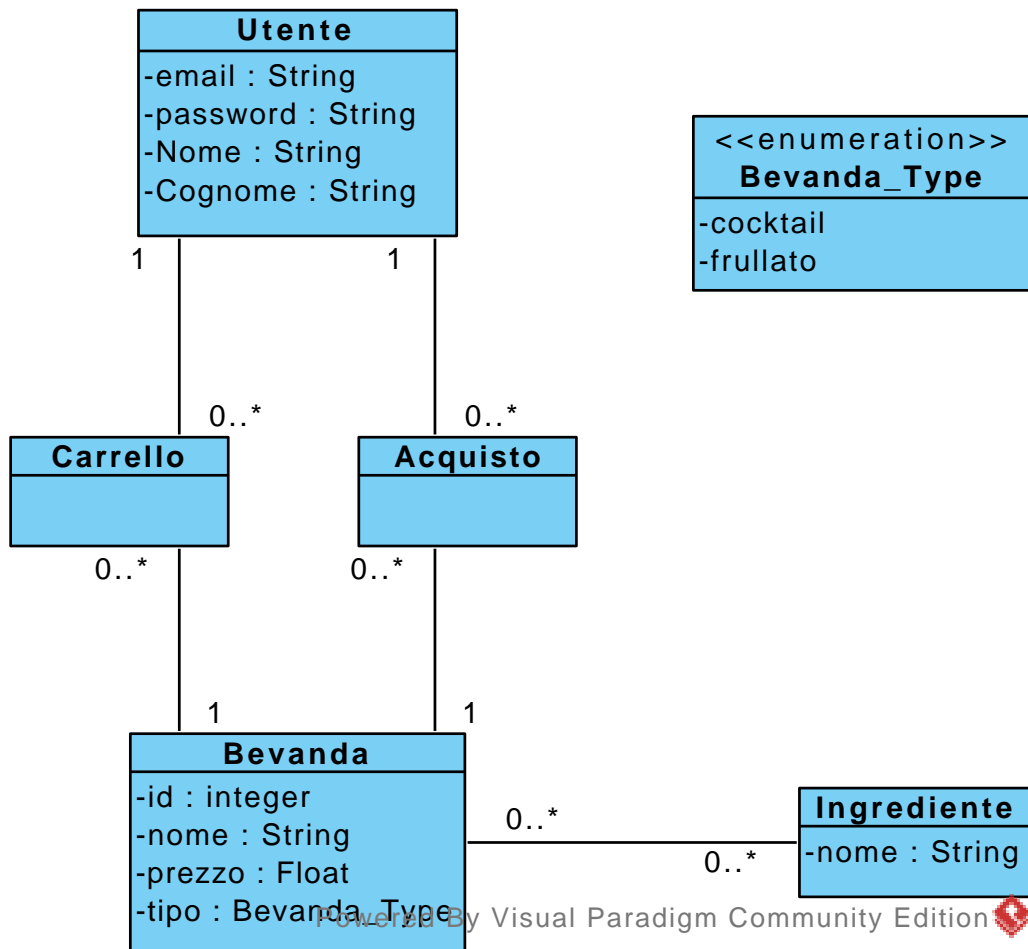 Utente
-email : String
-password : String
-Nome : String
-Cognome : String
<<enumeration>>
Bevanda_Type
-cocktail
-frullato
1
1
0..*
0..*
Carrello
Acquisto
0..*
0..*
1
1
Bevanda
-id : integer
-nome : String
-prezzo : Float
-tipo : Bevanda_Type
0..*
0..*
Ingrediente
-nome : String
Powered By Visual Paradigm Community Edition